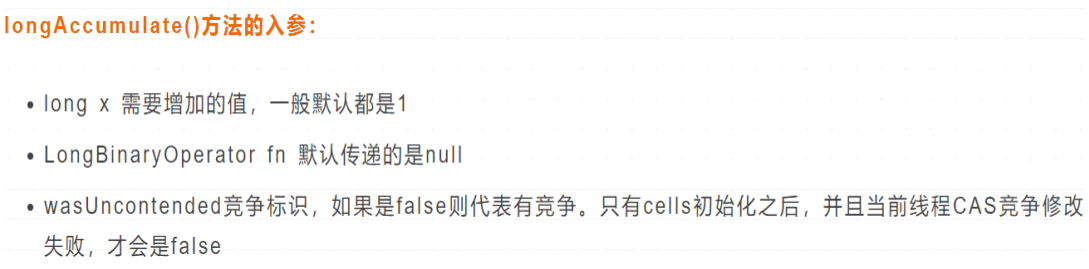 longAccumulate()方法的入参：
• long x 需要增加的值，一般默认都是1
• LongBinaryOperator fn 默认传递的是null
• wasUncontended竞争标识，如果是false则代表有竞争。只有cells初始化之后，并且当前线程CAS竞争修改
失败，才会是false